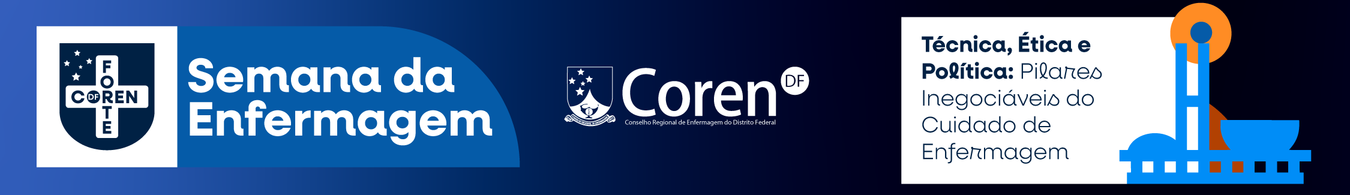 FORTE
COREN
DF
Semana da
Enfermagem
Coren
DF
Conselho Regional de Enfermagem do Distrito Federal
Técnica, Ética e
Política: Pilares
Inegociáveis do
Cuidado de
Enfermagem